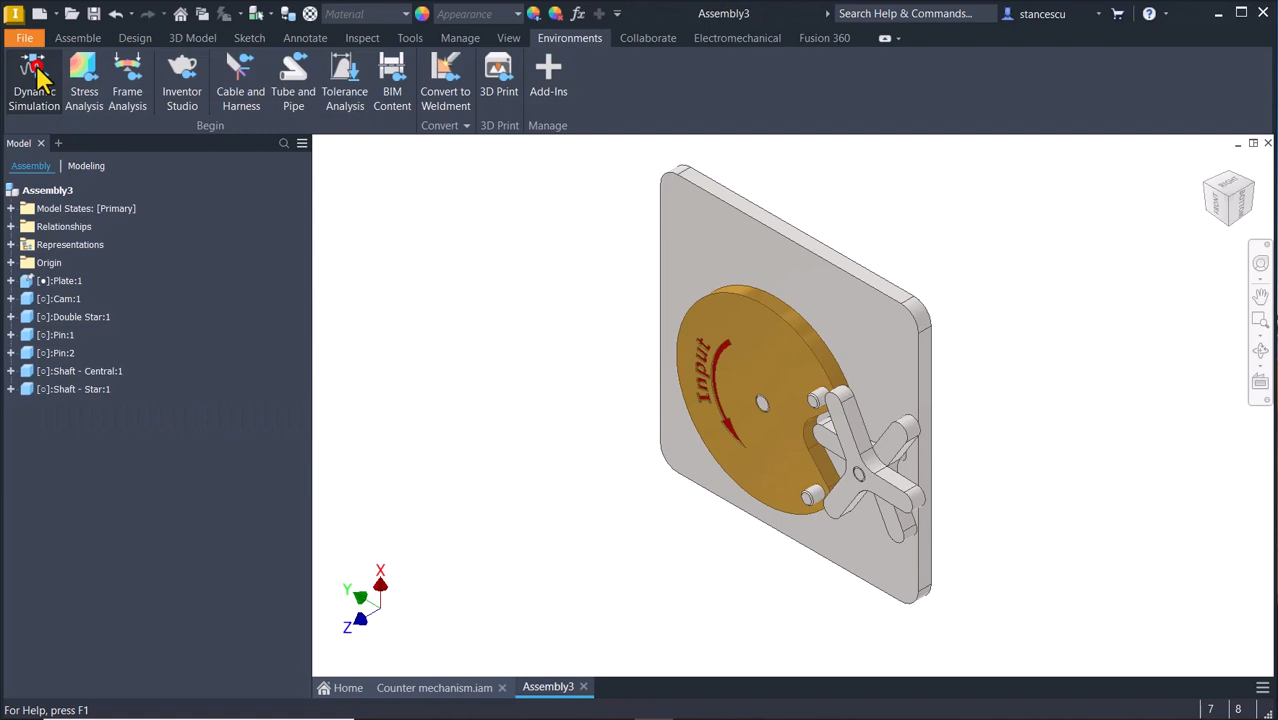 Material
Appearance
Assembly3
Search Help & Commands...
stancescu
File
Assemble
Design
3D Model
Sketch
Annotate
Inspect
Tools
Manage
View
Environments
Collaborate
Electromechanical
Fusion 360
Dynamic Simulation
Stress Analysis
Frame Analysis
Inventor Studio
Cable and Harness
Tube and Pipe
Tolerance Analysis
BIM Content
Convert to Weldment
3D Print
Add-Ins
Begin
Convert
3D Print
Manage
Model
Assembly
Modeling
Assembly3
Model States: [Primary]
Relationships
Representations
Origin
[●]:Plate:1
[○]:Cam:1
[○]:Double Star:1
[○]:Pin:1
[○]:Pin:2
[○]:Shaft - Central:1
[○]:Shaft - Star:1
Input
RIGHT
FRONT
BOTTOM
X
Y
Z
Home
Counter mechanism.iam
Assembly3
For Help, press F1
7
8